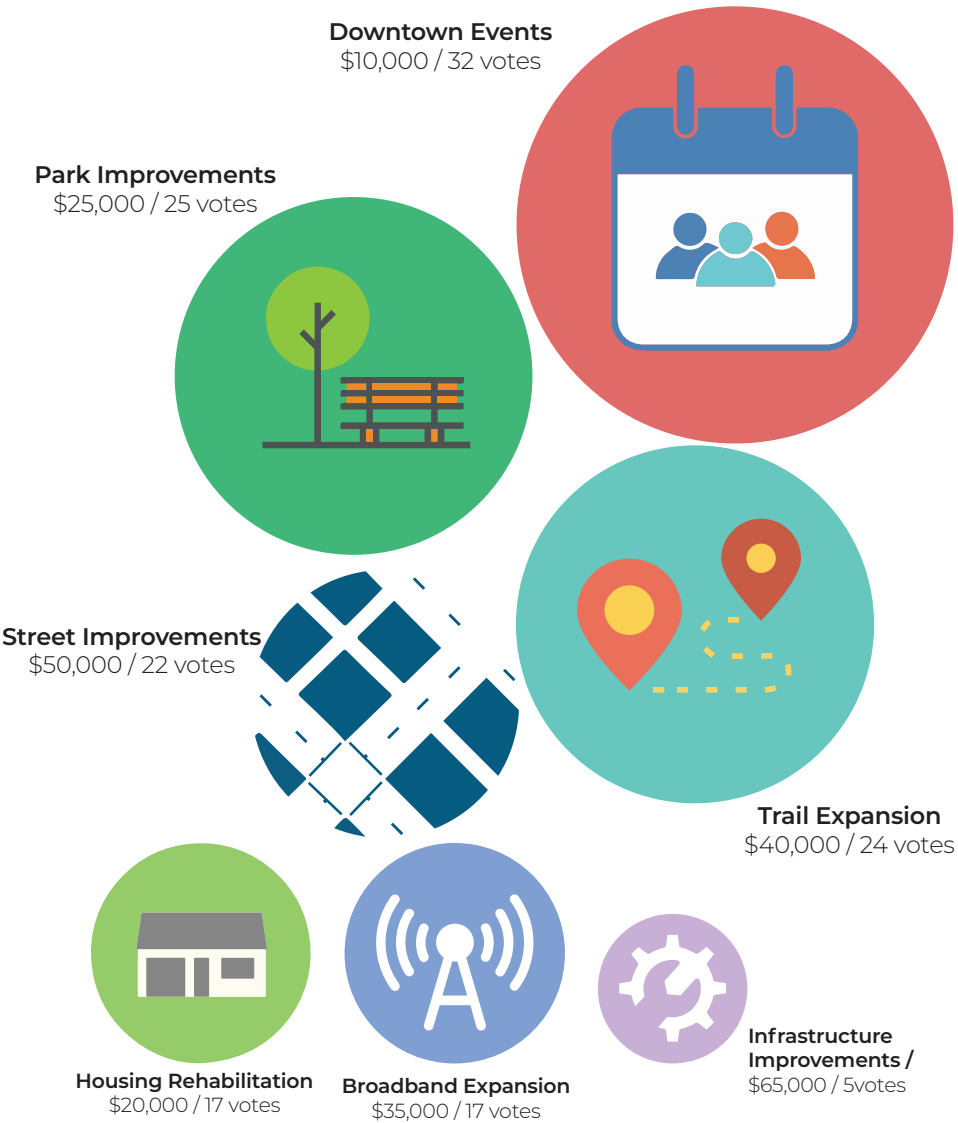 Downtown Events
$10,000 / 32 votes
Park Improvements
$25,000 / 25 votes
Street Improvements
$50,000 / 22 votes
Trail Expansion
$40,000 / 24 votes
Housing Rehabilitation
$20,000 / 17 votes
Broadband Expansion
$35,000 / 17 votes
Infrastructure
Improvements /
$65,000 / 5votes